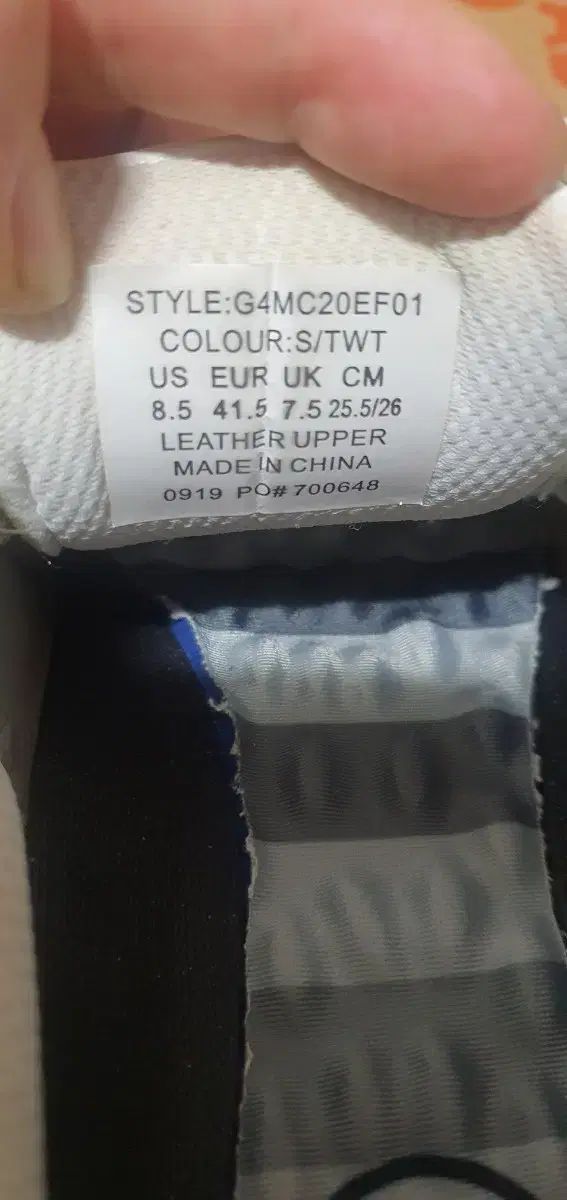 STYLE:G4MC20EF01
COLOUR:S/TWT
US EUR UK CM
8.5 41.5 7.5 25.5/26
LEATHER UPPER
MADE IN CHINA
0919 PO# 700648